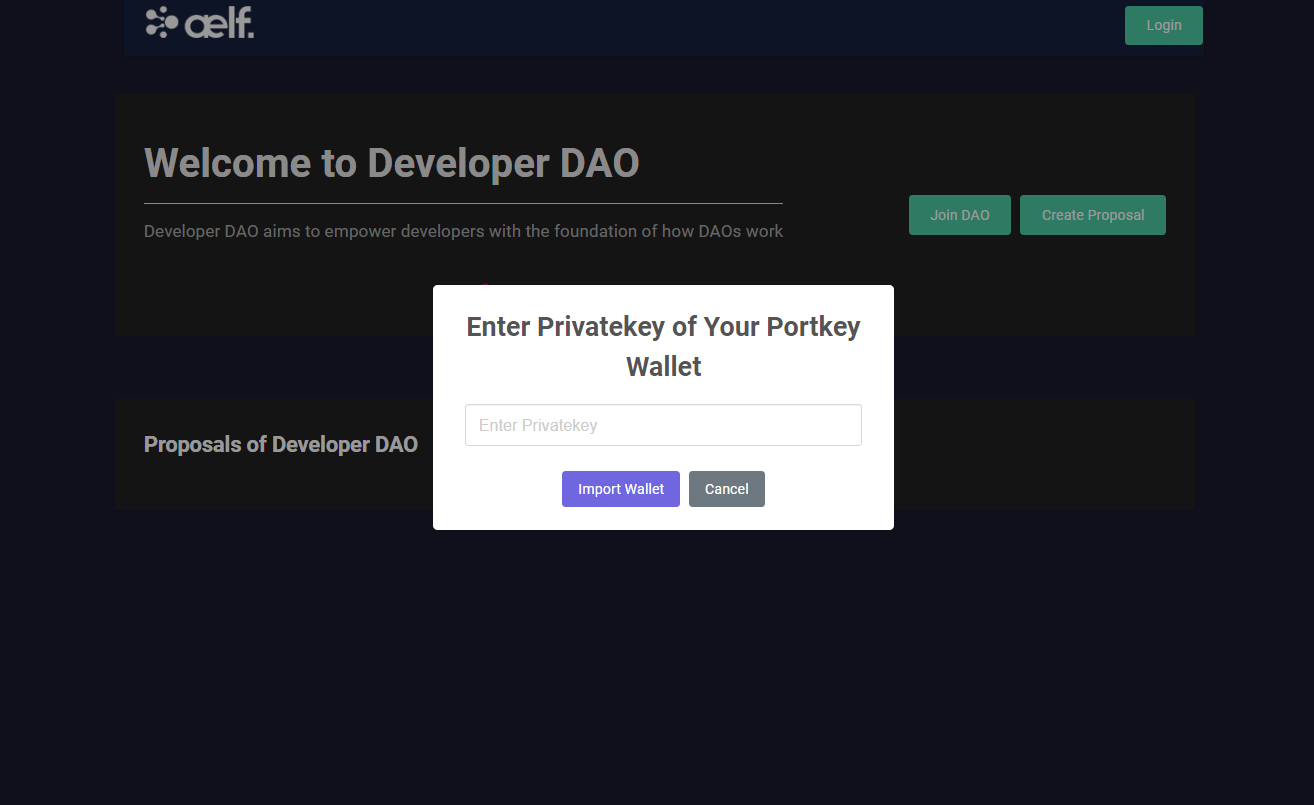 aelf.
Login
Welcome to Developer DAO
Developer DAO aims to empower developers with the foundation of how DAOs work
Join DAO
Create Proposal
Enter Privatekey of Your Portkey
Wallet
Enter Privatekey
Import Wallet
Cancel
Proposals of Developer DAO